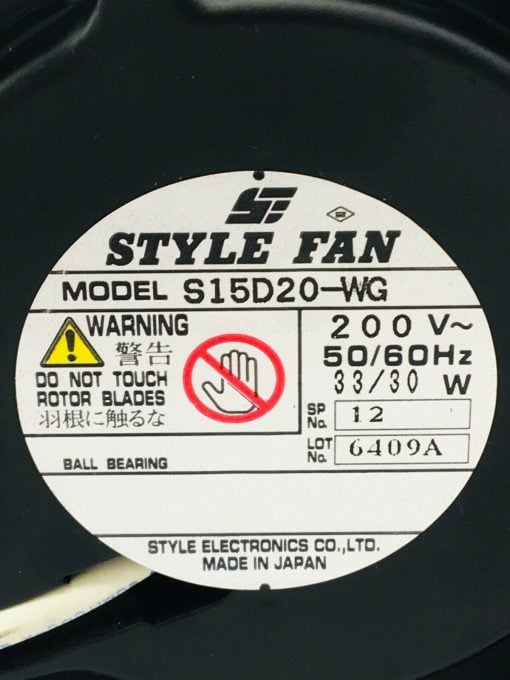 STYLE FAN
MODEL S15D20-WG
WARNING
警告
DO NOT TOUCH
ROTOR BLADES
羽根に触るな
200 V~
50/60Hz
33/30 W
SP No. 12
LOT No. 6409A
BALL BEARING
STYLE ELECTRONICS CO.,LTD.
MADE IN JAPAN